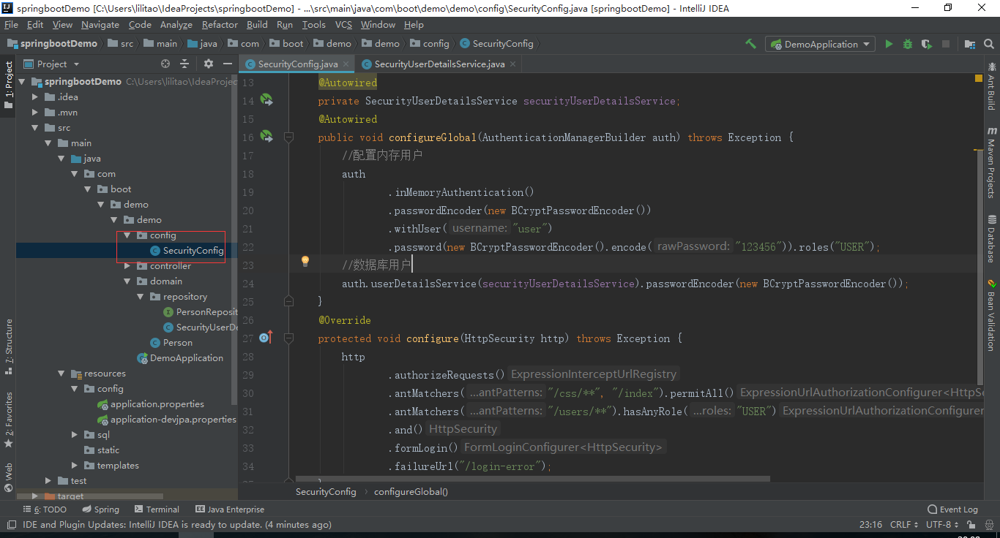 springbootDemo [C:\Users\lilitao\IdeaProjects\springbootDemo] - ...\src\main\java\com\boot\demo\demo\config\SecurityConfig.java [springbootDemo] - IntelliJ IDEA
File Edit View Navigate Code Analyze Refactor Build Run Tools VCS Window Help
springbootDemo src main java com boot demo demo config SecurityConfig DemoApplication
Project SecurityConfig.java SecurityUserDetailsService.java
1: Project
7: Structure
2: Favorites
Web
springbootDemo C:\Users\lilitao\IdeaProjec
.idea
.mvn
src
main
java
com
boot
demo
demo
config
SecurityConfig
controller
domain
repository
PersonReposit
SecurityUserDe
Person
DemoApplication
resources
config
application.properties
application-devjpa.properties
sql
static
templates
test
target
13 @Autowired
14 private SecurityUserDetailsService securityUserDetailsService;
15 @Autowired
16 public void configureGlobal(AuthenticationManagerBuilder auth) throws Exception {
17 //配置内存用户
18 auth
19 .inMemoryAuthentication()
20 .passwordEncoder(new BCryptPasswordEncoder())
21 .withUser( username: "user")
22 .password(new BCryptPasswordEncoder().encode( rawPassword: "123456")).roles("USER");
23 //数据库用户
24 auth.userDetailsService(securityUserDetailsService).passwordEncoder(new BCryptPasswordEncoder());
25 }
26 @Override
27 protected void configure(HttpSecurity http) throws Exception {
28 http
29 .authorizeRequests() ExpressionInterceptUrlRegistry
30 .antMatchers( ...antPatterns: "/css/**", "/index").permitAll() ExpressionUrlAuthorizationConfigurer<HttpSe
31 .antMatchers( ...antPatterns: "/users/**").hasAnyRole( ...roles: "USER") ExpressionUrlAuthorizationConfigurer
32 .and() HttpSecurity
33 .formLogin() FormLoginConfigurer<HttpSecurity>
34 .failureUrl("/login-error");
SecurityConfig configureGlobal()
Ant Build
Maven Projects
Database
Bean Validation
6: TODO Spring Terminal Java Enterprise Event Log
IDE and Plugin Updates: IntelliJ IDEA is ready to update. (4 minutes ago) 23:16 CRLF UTF-8